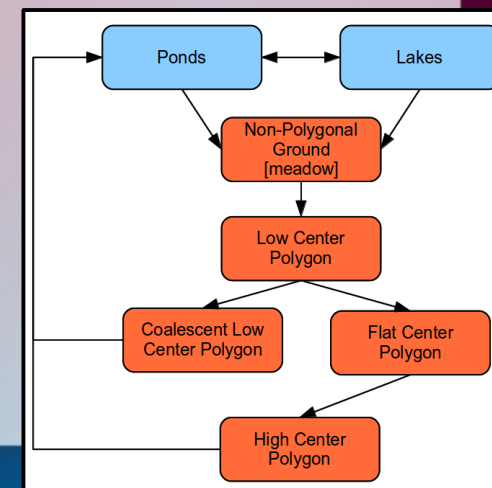 Ponds
Lakes
Non-Polygonal
Ground
[meadow]
Low Center
Polygon
Coalescent Low
Center Polygon
Flat Center
Polygon
High Center
Polygon